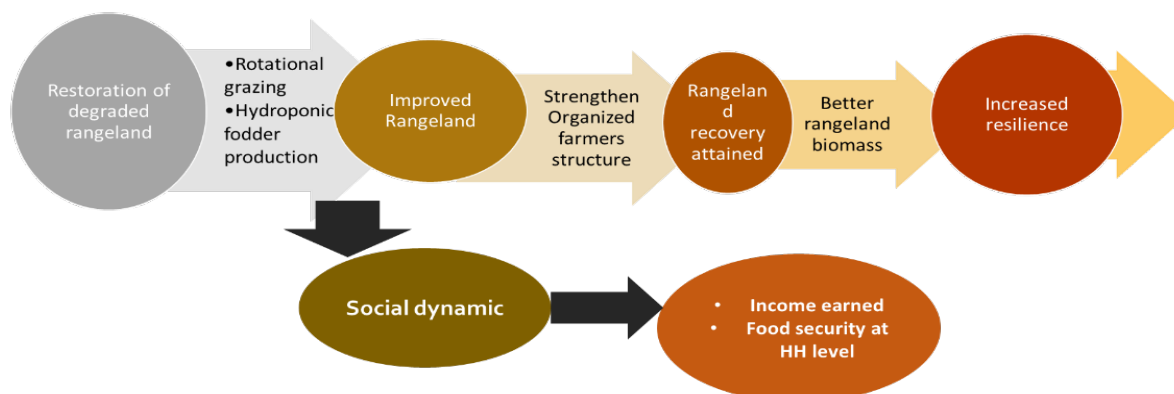 Restoration of
degraded
rangeland
•Rotational
grazing
•Hydroponic
fodder
production
Improved
Rangeland
Strengthen
Organized
farmers
structure
Rangelan
d
recovery
attained
Better
rangeland
biomass
Increased
resilience
Social dynamic
• Income earned
• Food security at
HH level